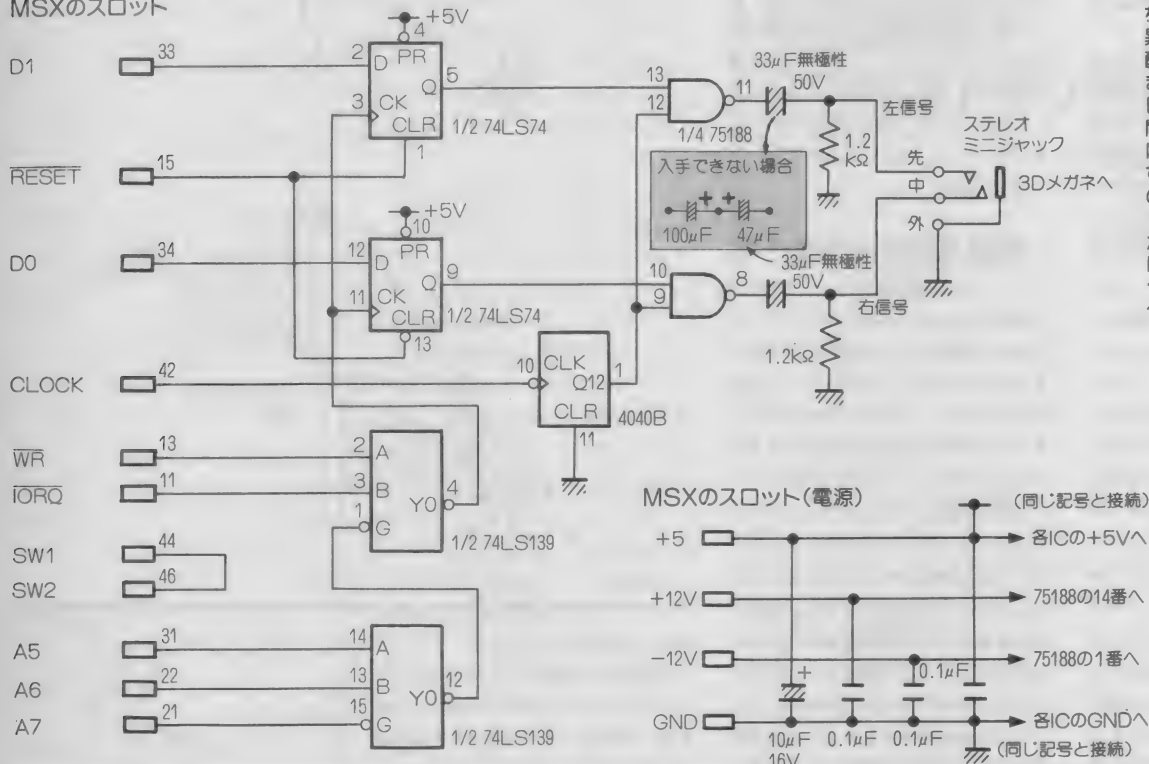 MSXのスロット
+5V
4
D1
33
2
D
PR
Q
5
3
CK
CLR
1/2 74LS74
1
RESET
15
+5V
10
D0
34
12
D
PR
Q
9
11
CK
CLR
1/2 74LS74
13
CLOCK
42
10
CLK
Q12
1
CLR
4040B
11
33μF無極性
50V
13
12
11
1/4 75188
左信号
1.2
kΩ
入手できない場合
+ +
100μF 47μF
33μF無極性
50V
10
9
8
右信号
1.2kΩ
ステレオ
ミニジャック
先
中
外
3Dメガネへ
WR
13
2
A
IORQ
11
3
B
1
G
Y0
4
1/2 74LS139
SW1
44
SW2
46
A5
31
14
A
A6
22
13
B
A7
21
15
G
Y0
12
1/2 74LS139
MSXのスロット(電源)
(同じ記号と接続)
+5
各ICの+5Vへ
+12V
75188の14番へ
-12V
75188の1番へ
0.1μF
+
GND
各ICのGNDへ
10μF
16V
0.1μF
0.1μF
(同じ記号と接続)